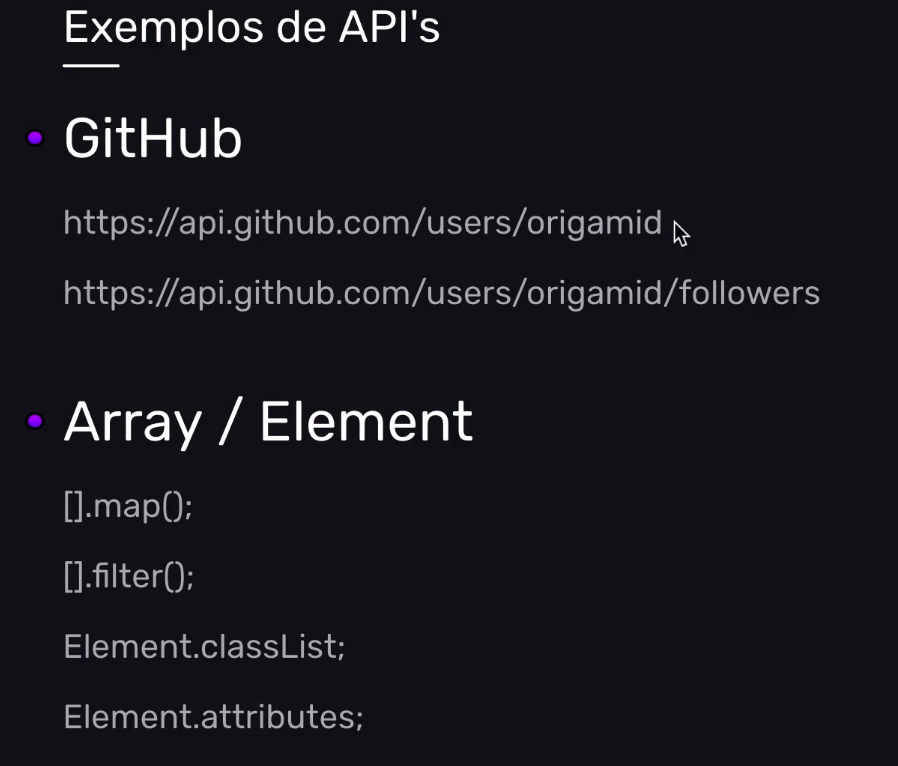 Exemplos de API's
GitHub
https://api.github.com/users/origamid
https://api.github.com/users/origamid/followers
Array / Element
[].map();
[].filter();
Element.classList;
Element.attributes;